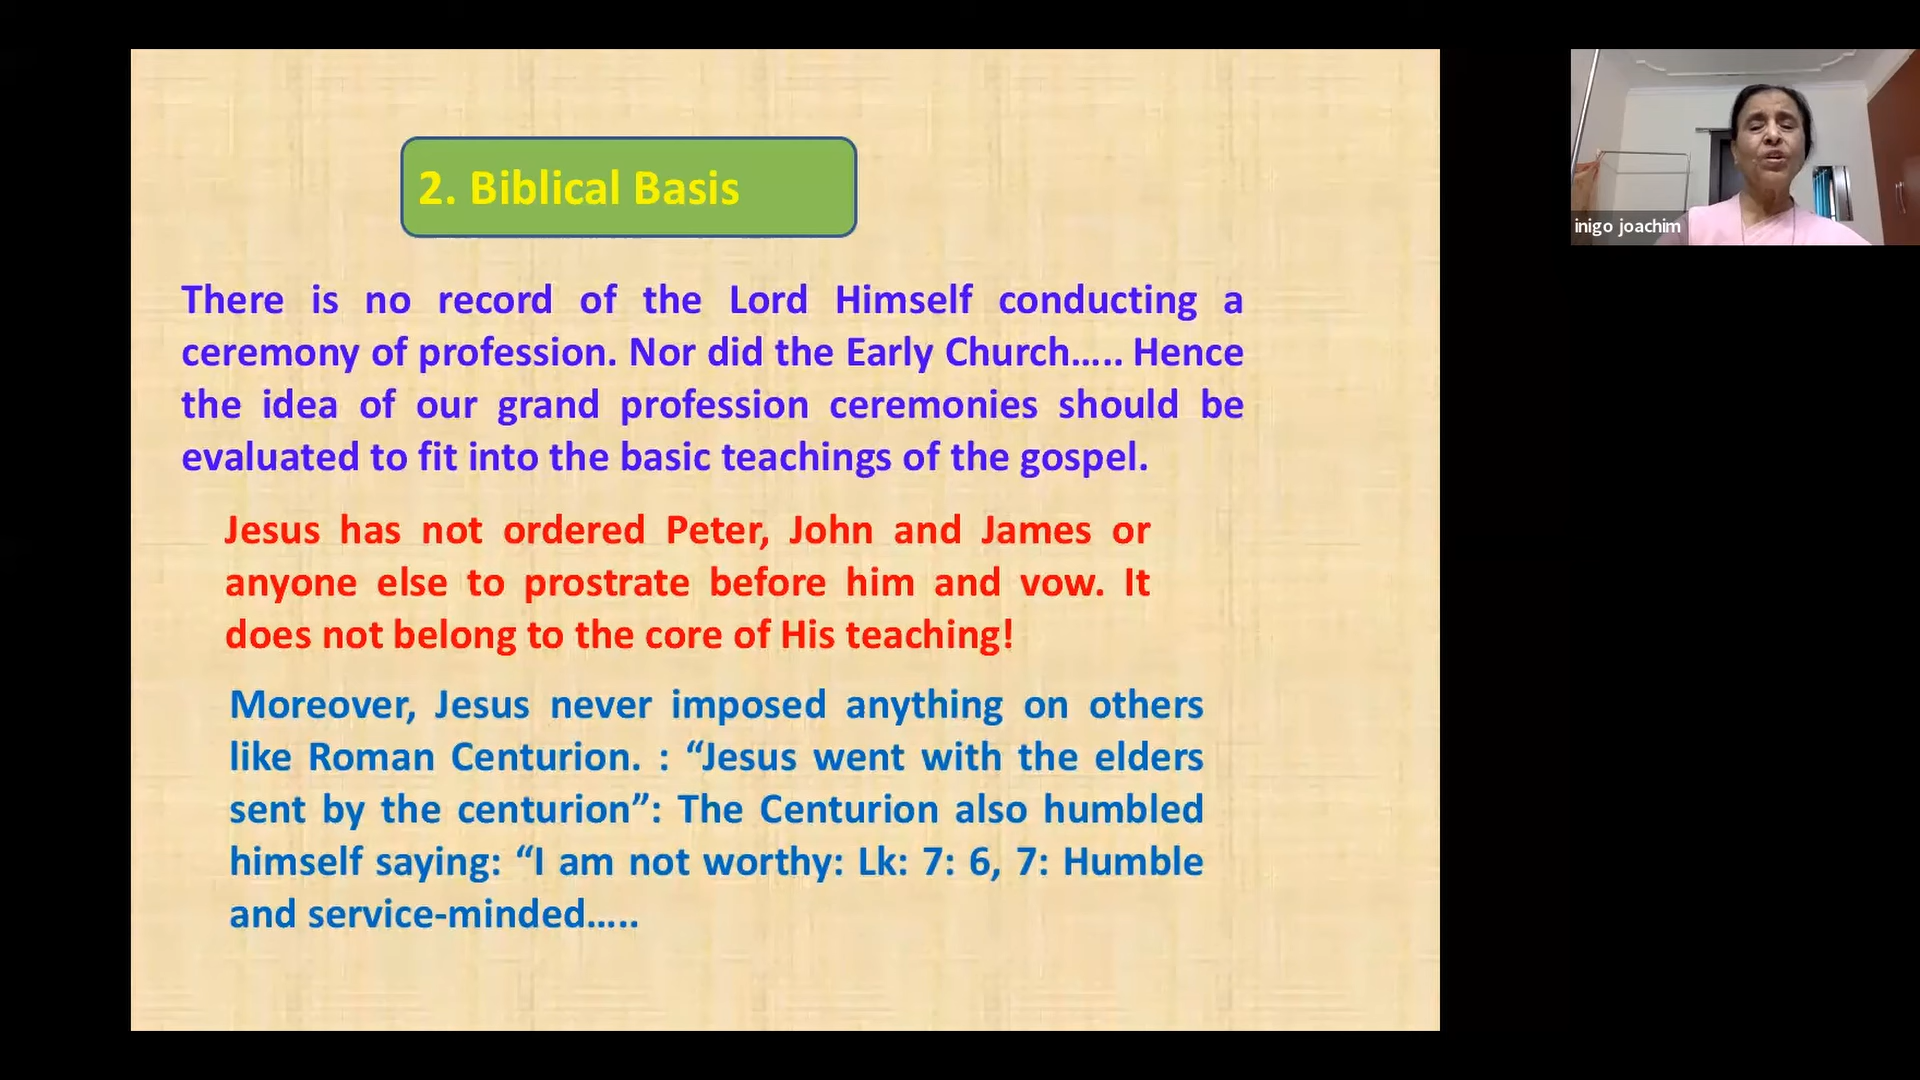 2. Biblical Basis
There is no record of the Lord Himself conducting a
ceremony of profession. Nor did the Early Church….. Hence
the idea of our grand profession ceremonies should be
evaluated to fit into the basic teachings of the gospel.
Jesus has not ordered Peter, John and James or
anyone else to prostrate before him and vow. It
does not belong to the core of His teaching!
Moreover, Jesus never imposed anything on others
like Roman Centurion. : “Jesus went with the elders
sent by the centurion”: The Centurion also humbled
himself saying: “I am not worthy: Lk: 7: 6, 7: Humble
and service-minded…..
inigo joachim